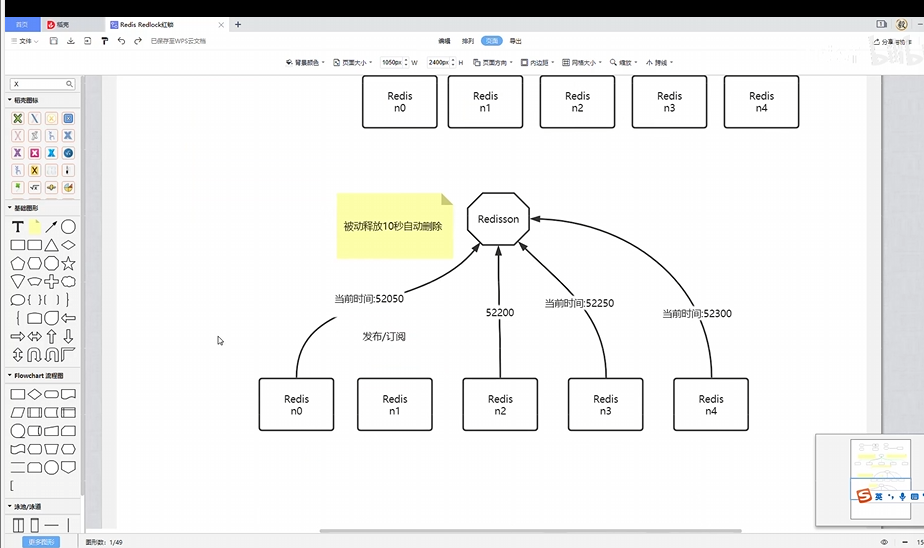 首页
稻壳
Redis Redlock红锁
文件
已保存至WPS云文档
编辑
排列
页面
导出
分享
背景颜色
页面大小
1050px
W
2400px
H
页面方向
内边距
网格大小
缩放
跨线
X
稻壳图标
基础图形
T
Flowchart 流程图
泳池/泳道
更多图形
图形数: 1/49
Redis
n0
Redis
n1
Redis
n2
Redis
n3
Redis
n4
被动释放10秒自动删除
Redisson
当前时间:52050
52200
当前时间:52250
当前时间:52300
发布/订阅
Redis
n0
Redis
n1
Redis
n2
Redis
n3
Redis
n4
英